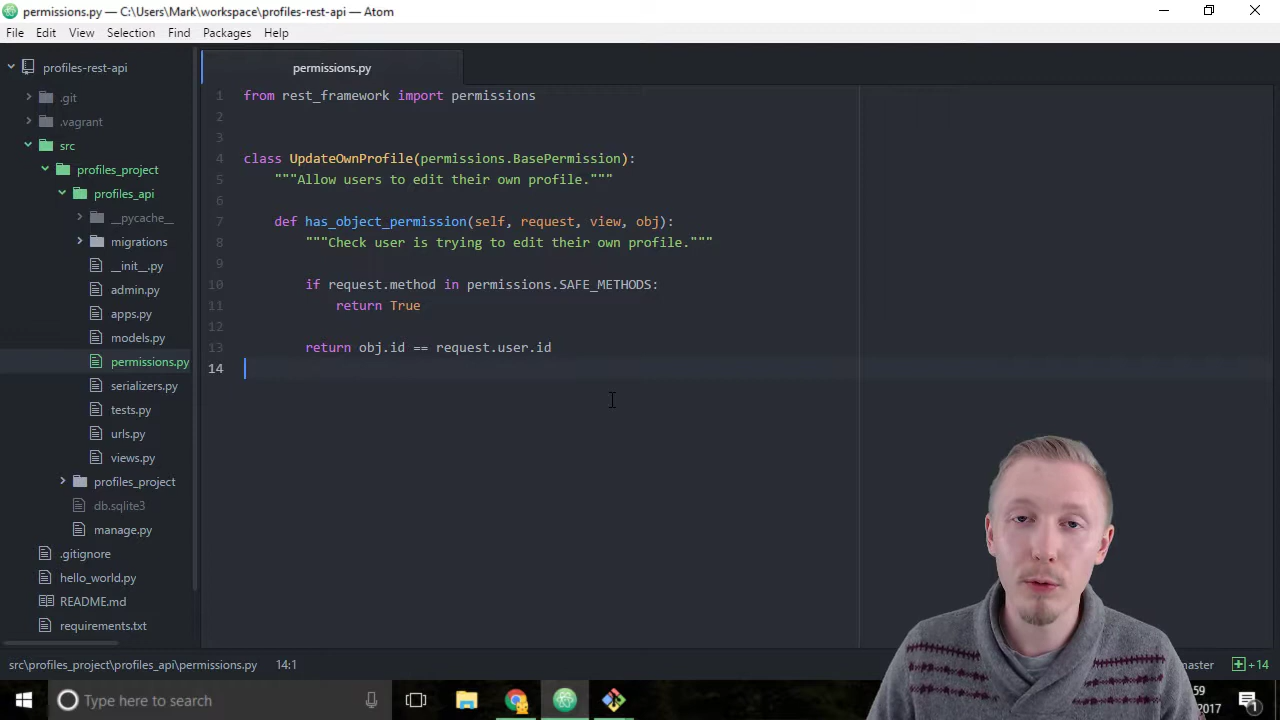 permissions.py — C:\Users\Mark\workspace\profiles-rest-api — Atom
File Edit View Selection Find Packages Help
profiles-rest-api
.git
.vagrant
src
profiles_project
profiles_api
__pycache__
migrations
__init__.py
admin.py
apps.py
models.py
permissions.py
serializers.py
tests.py
urls.py
views.py
profiles_project
db.sqlite3
manage.py
.gitignore
hello_world.py
README.md
requirements.txt
permissions.py
1 from rest_framework import permissions
2
3
4 class UpdateOwnProfile(permissions.BasePermission):
5 """Allow users to edit their own profile."""
6
7 def has_object_permission(self, request, view, obj):
8 """Check user is trying to edit their own profile."""
9
10 if request.method in permissions.SAFE_METHODS:
11 return True
12
13 return obj.id == request.user.id
14
src\profiles_project\profiles_api\permissions.py 14:1 master +14
Type here to search
59
2017
1